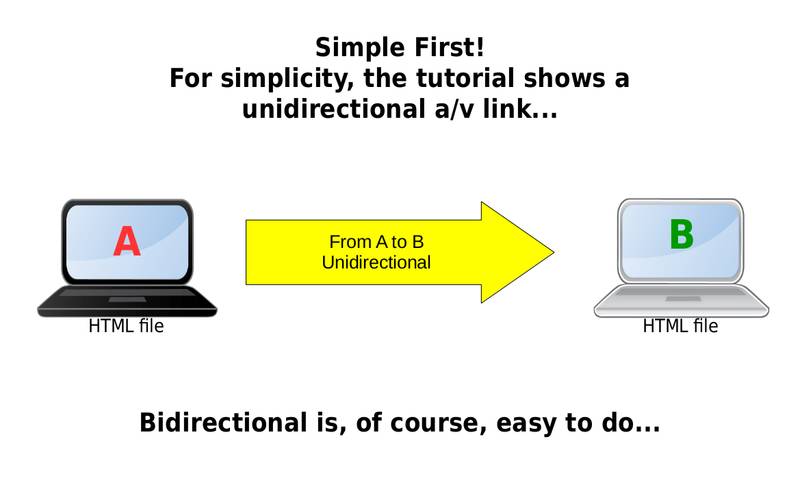 Simple First!
For simplicity, the tutorial shows a
unidirectional a/v link...
A
From A to B
Unidirectional
B
HTML file
HTML file
Bidirectional is, of course, easy to do...